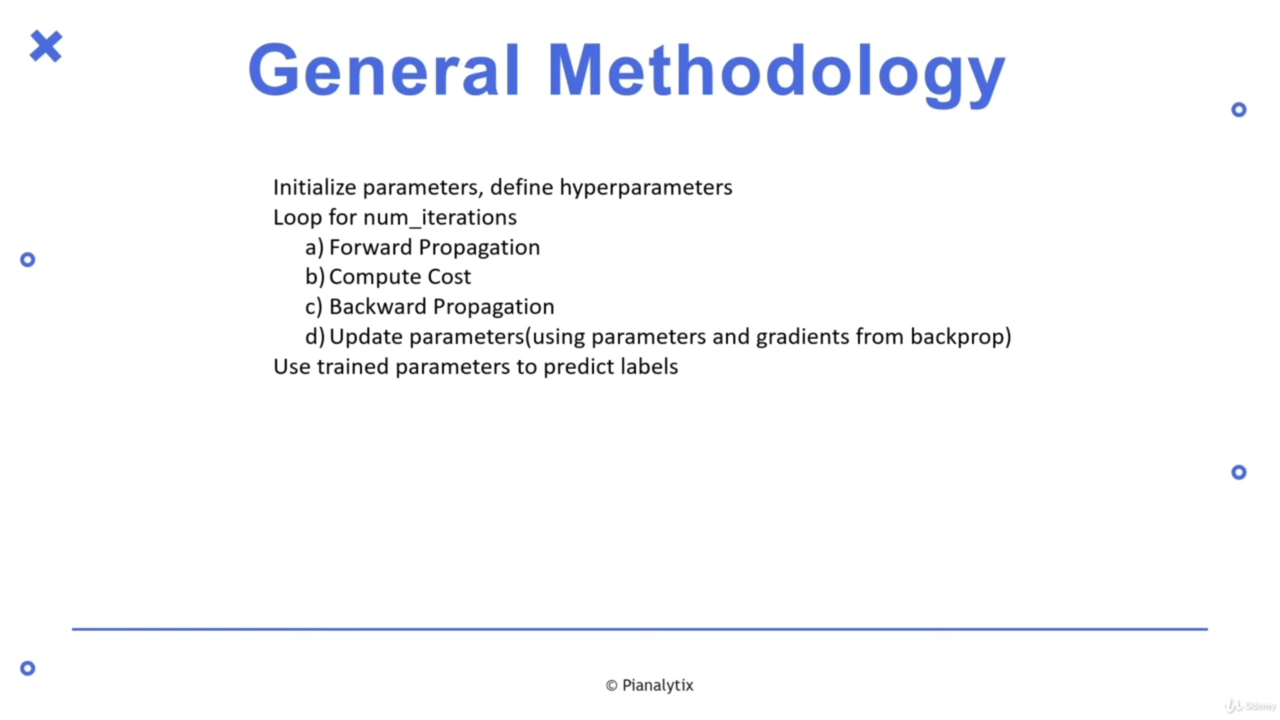 General Methodology
Initialize parameters, define hyperparameters
Loop for num_iterations
a) Forward Propagation
b) Compute Cost
c) Backward Propagation
d) Update parameters(using parameters and gradients from backprop)
Use trained parameters to predict labels
© Pianalytix
Udemy